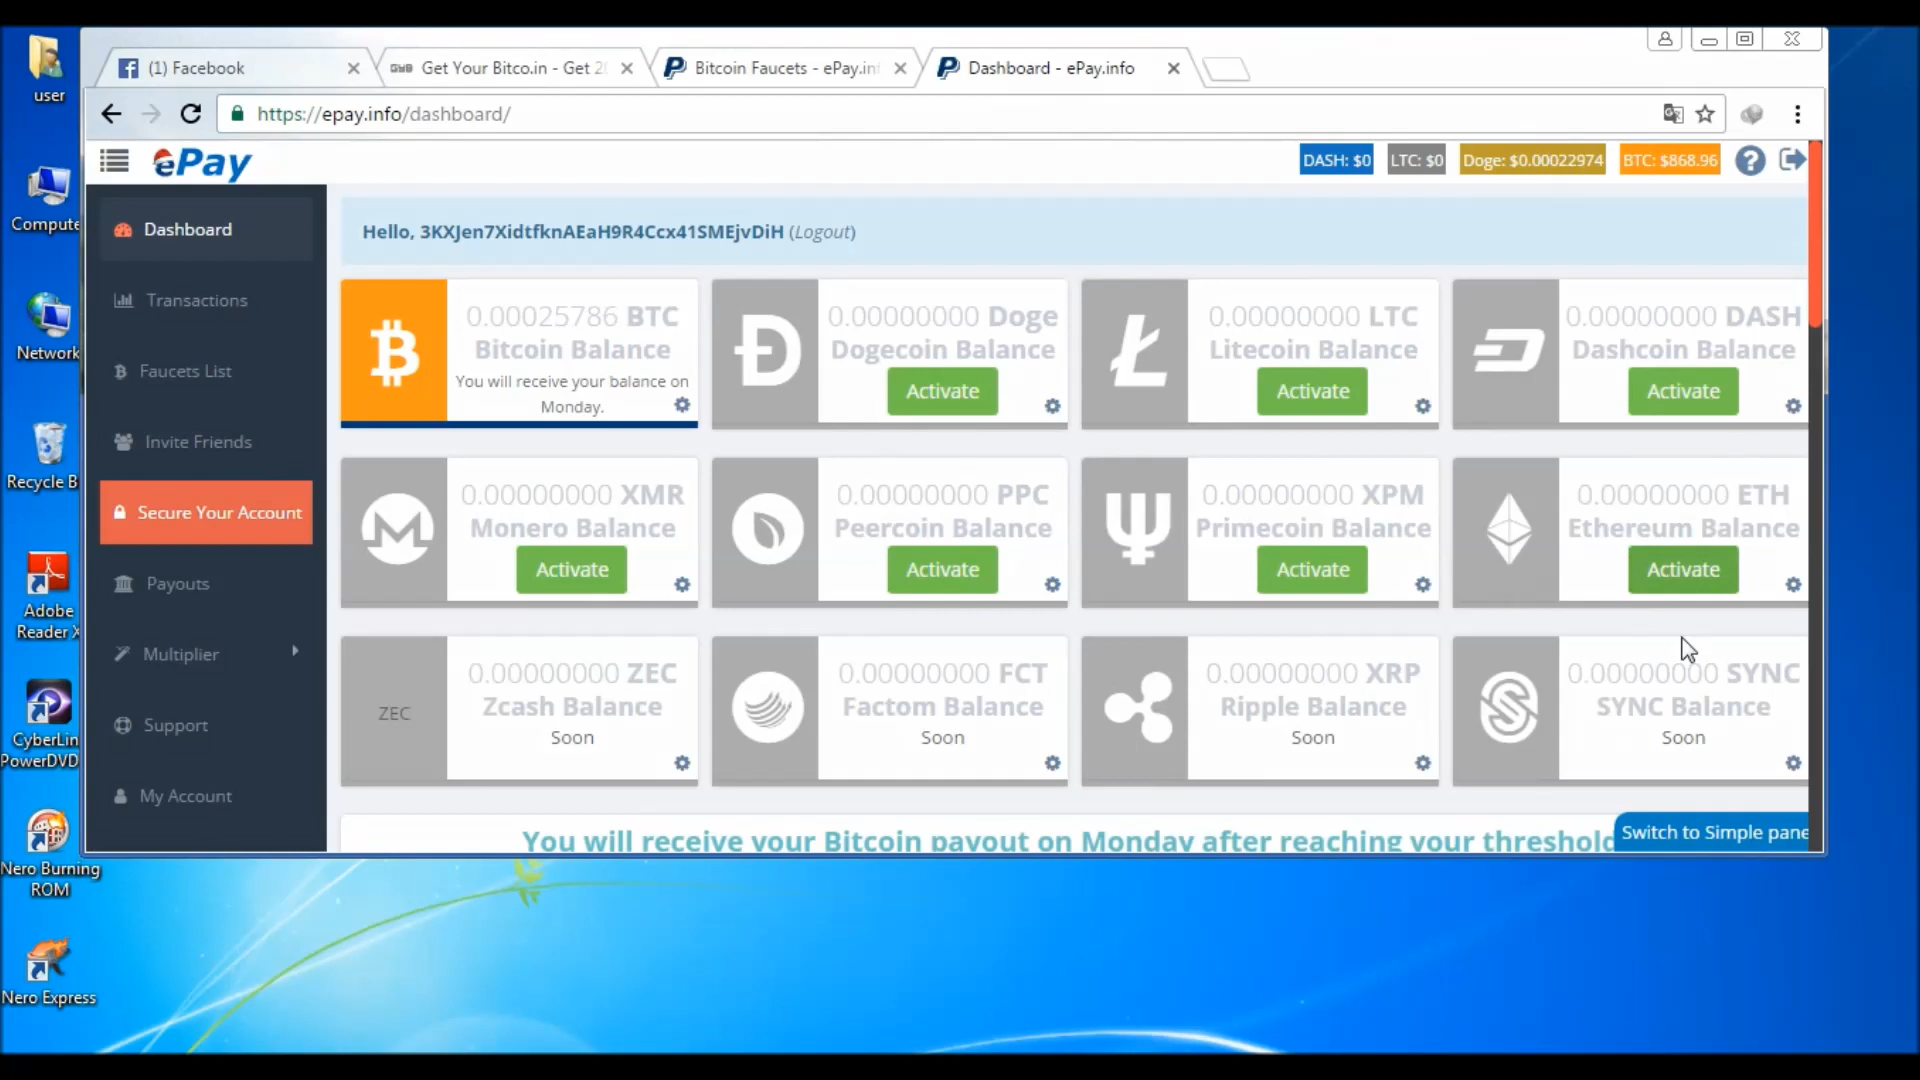 user
(1) Facebook
Get Your Bitco.in - Get 2
Bitcoin Faucets - ePay.in
Dashboard - ePay.info
https://epay.info/dashboard/
ePay
DASH: $0
LTC: $0
Doge: $0.00022974
BTC: $868.96
Hello, 3KXJen7XidtfknAEaH9R4Ccx41SMEjvDiH (Logout)
Dashboard
Transactions
Faucets List
Invite Friends
Secure Your Account
Payouts
Multiplier
Support
My Account
0.00025786 BTC
Bitcoin Balance
You will receive your balance on
Monday.
0.00000000 Doge
Dogecoin Balance
Activate
0.00000000 LTC
Litecoin Balance
Activate
0.00000000 DASH
Dashcoin Balance
Activate
0.00000000 XMR
Monero Balance
Activate
0.00000000 PPC
Peercoin Balance
Activate
0.00000000 XPM
Primecoin Balance
Activate
0.00000000 ETH
Ethereum Balance
Activate
ZEC
0.00000000 ZEC
Zcash Balance
Soon
0.00000000 FCT
Factom Balance
Soon
0.00000000 XRP
Ripple Balance
Soon
0.00000000 SYNC
SYNC Balance
Soon
You will receive your Bitcoin payout on Monday after reaching your threshold
Switch to Simple pane
Compute
Network
Recycle B
Adobe
Reader X
CyberLin
PowerDVD
Nero Burning
ROM
Nero Express